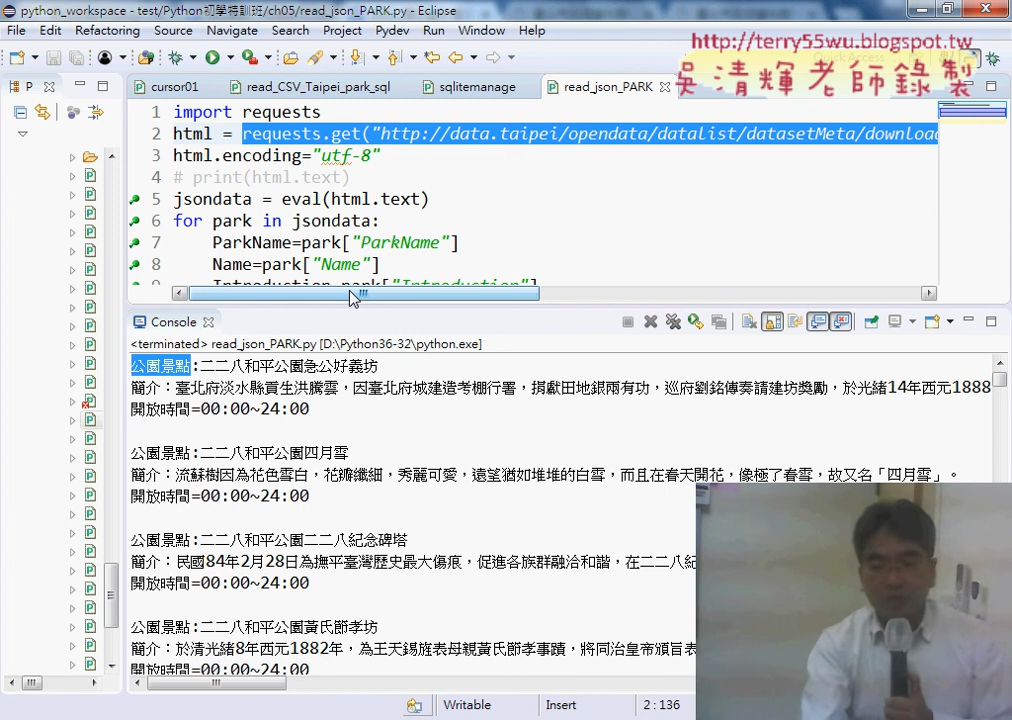 python_workspace - test/Python初學特訓班/ch05/read_json_PARK.py - Eclipse
File Edit Refactoring Source Navigate Search Project Pydev Run Window Help
http://terry55wu.blogspot.tw
吳清輝老師錄製
Quick Access
P
cursor01 read_CSV_Taipei_park_sql sqlitemanage read_json_PARK
1 import requests
2 html = requests.get("http://data.taipei/opendata/datalist/datasetMeta/downloa
3 html.encoding="utf-8"
4 # print(html.text)
5 jsondata = eval(html.text)
6 for park in jsondata:
7 ParkName=park["ParkName"]
8 Name=park["Name"]
9 Introduction=park["Introduction"]
Console
<terminated> read_json_PARK.py [D:\Python36-32\python.exe]
公園景點:二二八和平公園急公好義坊
簡介：臺北府淡水縣貢生洪騰雲，因臺北府城建造考棚行署，捐獻田地銀兩有功，巡府劉銘傳奏請建坊獎勵，於光緒14年西元1888
開放時間=00:00~24:00
公園景點:二二八和平公園四月雪
簡介：流蘇樹因為花色雪白，花瓣纖細，秀麗可愛，遠望猶如堆堆的白雪，而且在春天開花，像極了春雪，故又名「四月雪」。
開放時間=00:00~24:00
公園景點:二二八和平公園二二八紀念碑塔
簡介：民國84年2月28日為撫平臺灣歷史最大傷痕，促進各族群融洽和諧，在二二八紀
開放時間=00:00~24:00
公園景點:二二八和平公園黃氏節孝坊
簡介：於清光緒8年西元1882年，為王天錫旌表母親黃氏節孝事蹟，將同治皇帝頒旨表
開放時間=00:00~24:00
Writable Insert 2:136